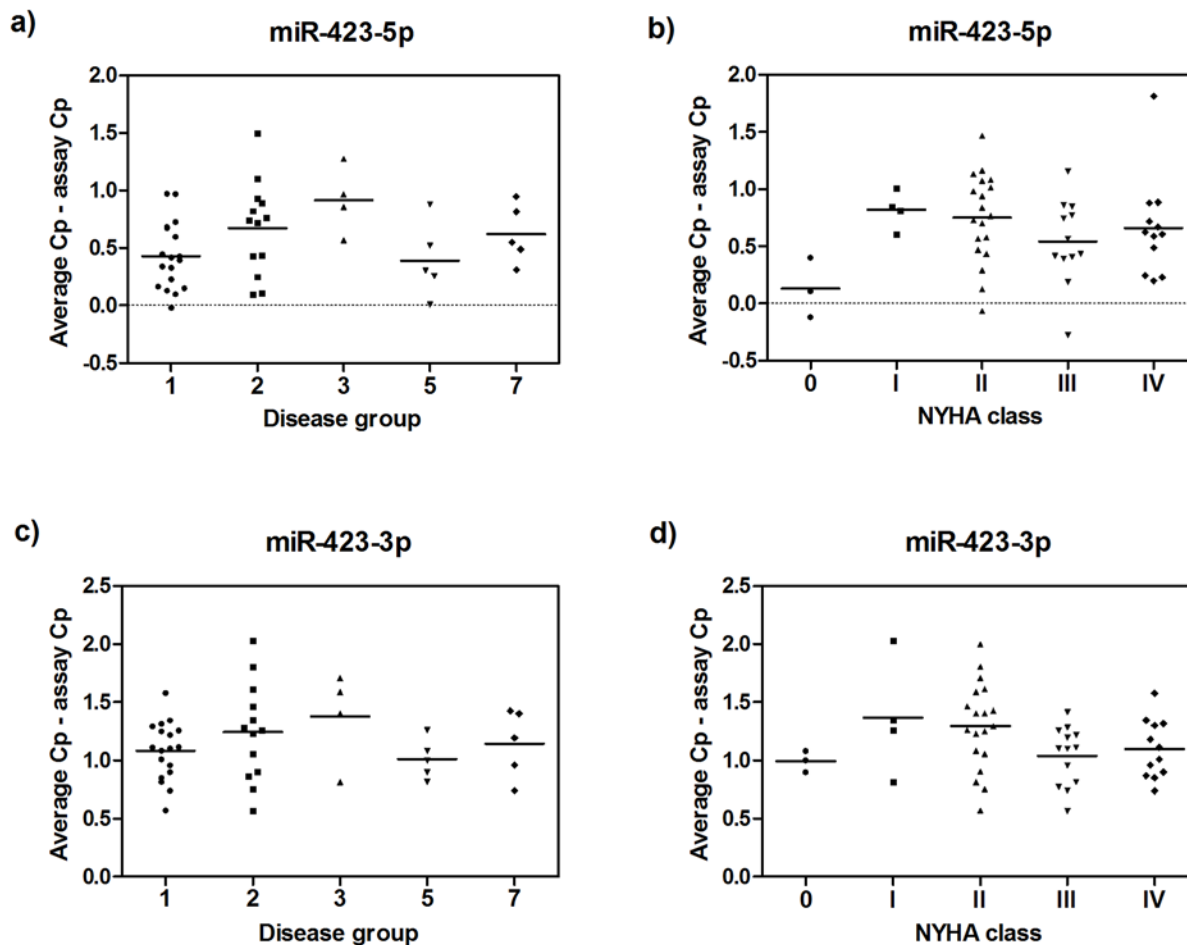 a)
miR-423-5p
Average Cp - assay Cp
2.0
1.5
1.0
0.5
0.0
-0.5
1 2 3 5 7
Disease group
b)
miR-423-5p
Average Cp - assay Cp
2.0
1.5
1.0
0.5
0.0
-0.5
0 I II III IV
NYHA class
c)
miR-423-3p
Average Cp - assay Cp
2.5
2.0
1.5
1.0
0.5
0.0
1 2 3 5 7
Disease group
d)
miR-423-3p
Average Cp - assay Cp
2.5
2.0
1.5
1.0
0.5
0.0
0 I II III IV
NYHA class